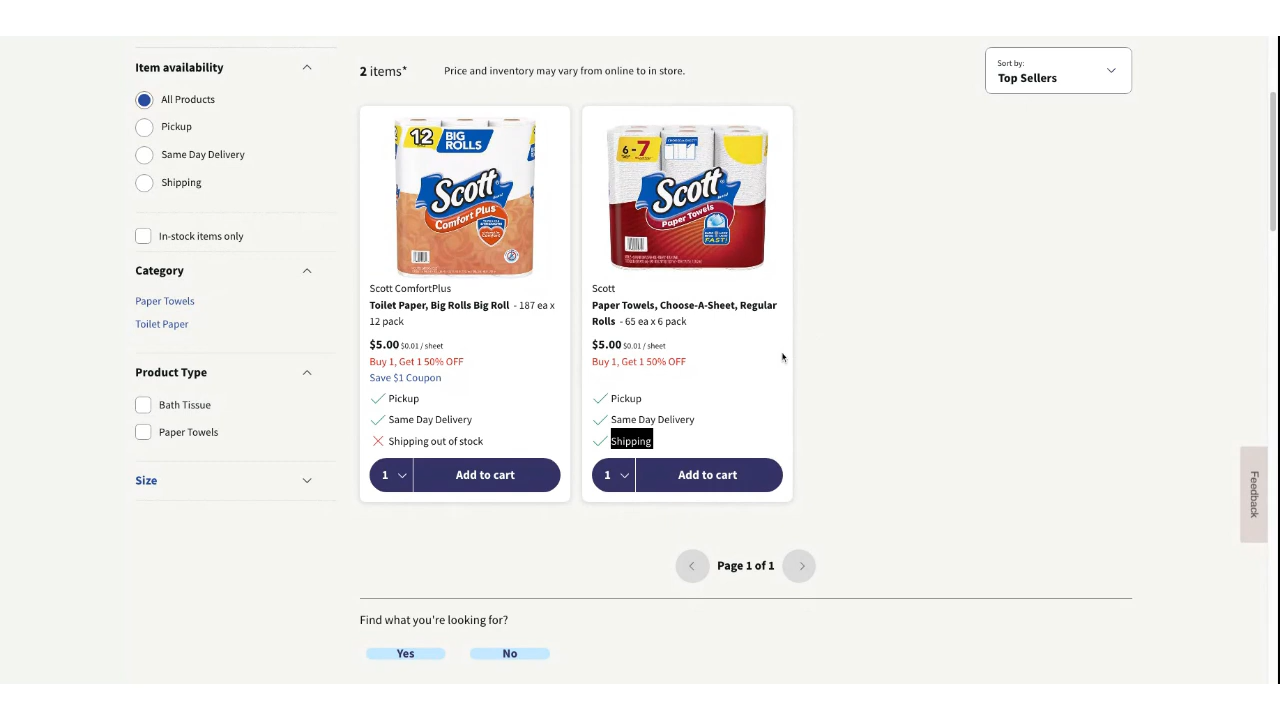 Item availability
All Products
Pickup
Same Day Delivery
Shipping
In-stock items only
Category
Paper Towels
Toilet Paper
Product Type
Bath Tissue
Paper Towels
Size
2 items*
Price and inventory may vary from online to in store.
Sort by:
Top Sellers
12 BIG
ROLLS
Scott
Comfort Plus
Scott ComfortPlus
Toilet Paper, Big Rolls Big Roll - 187 ea x
12 pack
$5.00 $0.01 / sheet
Buy 1, Get 1 50% OFF
Save $1 Coupon
Pickup
Same Day Delivery
Shipping out of stock
1
Add to cart
6=7
Scott
Paper Towels
FAST!
Scott
Paper Towels, Choose-A-Sheet, Regular
Rolls - 65 ea x 6 pack
$5.00 $0.01 / sheet
Buy 1, Get 1 50% OFF
Pickup
Same Day Delivery
Shipping
1
Add to cart
Page 1 of 1
Find what you're looking for?
Yes
No
Feedback